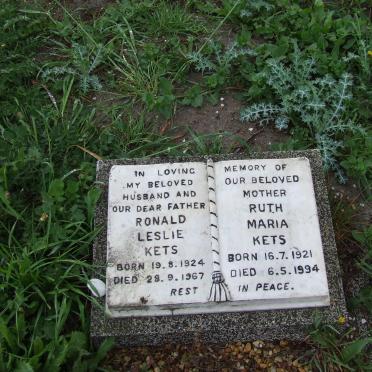 IN LOVING
MY BELOVED
HUSBAND AND
OUR DEAR FATHER
RONALD
LESLIE
KETS
BORN 19.8.1924
DIED 28.9.1967
REST
MEMORY OF
OUR BELOVED
MOTHER
RUTH
MARIA
KETS
BORN 16.7.1921
DIED 6.5.1994
IN PEACE.